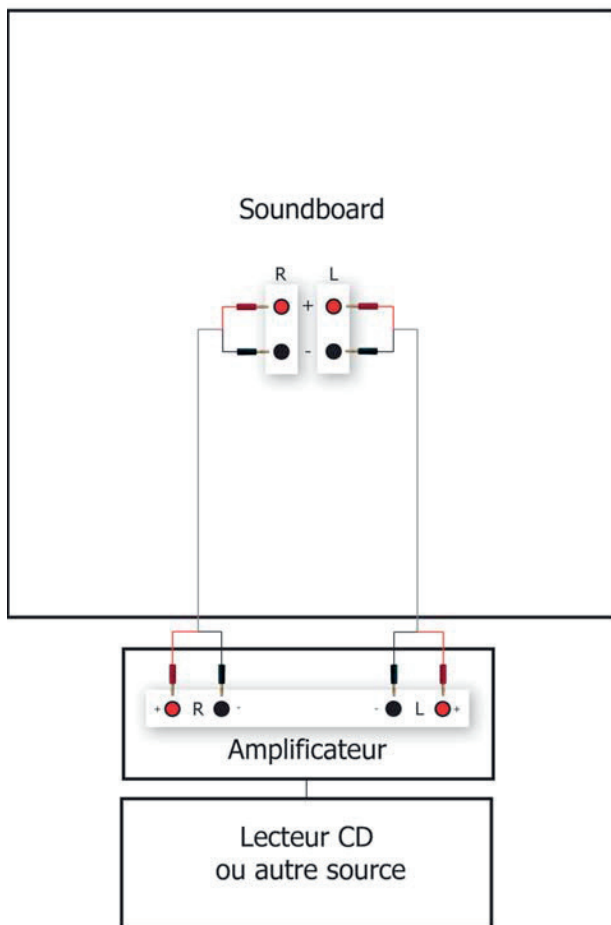 Soundboard
R L
+
-
+ R - - L +
Amplificateur
Lecteur CD
ou autre source